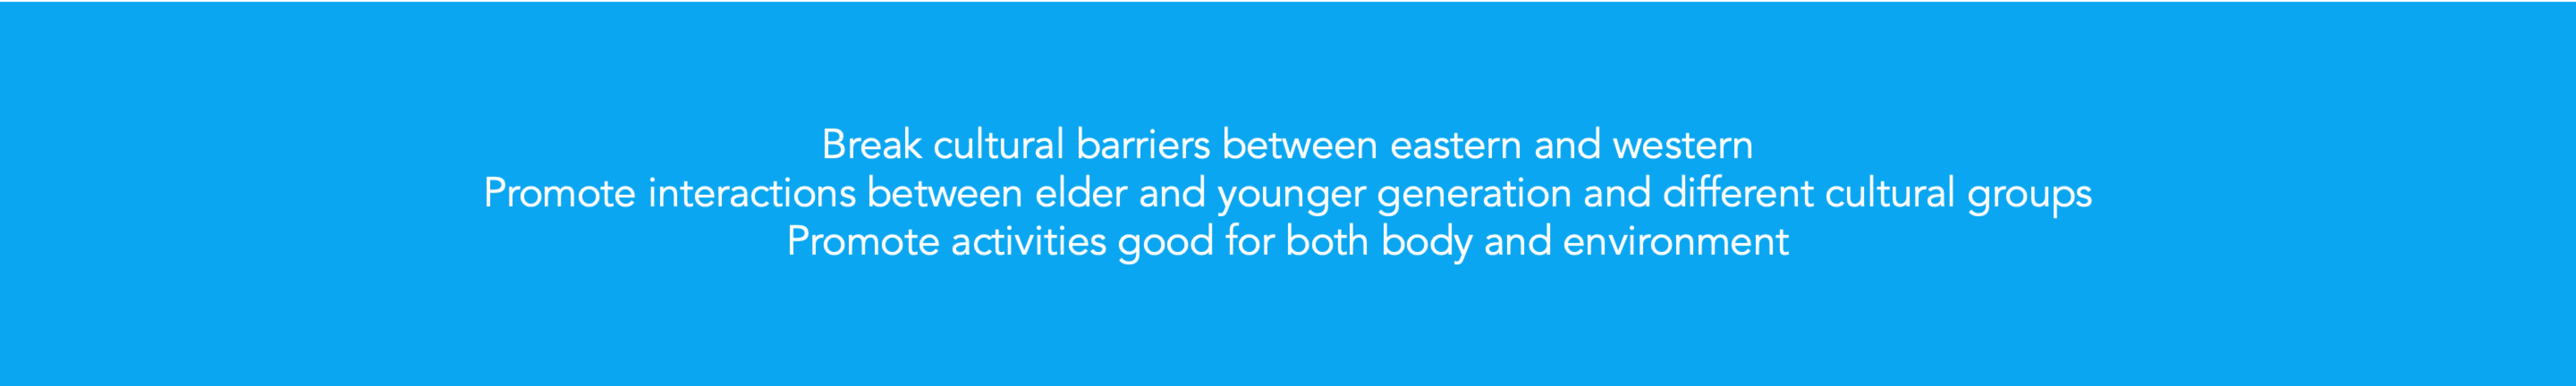 Break cultural barriers between eastern and western
Promote interactions between elder and younger generation and different cultural groups
Promote activities good for both body and environment